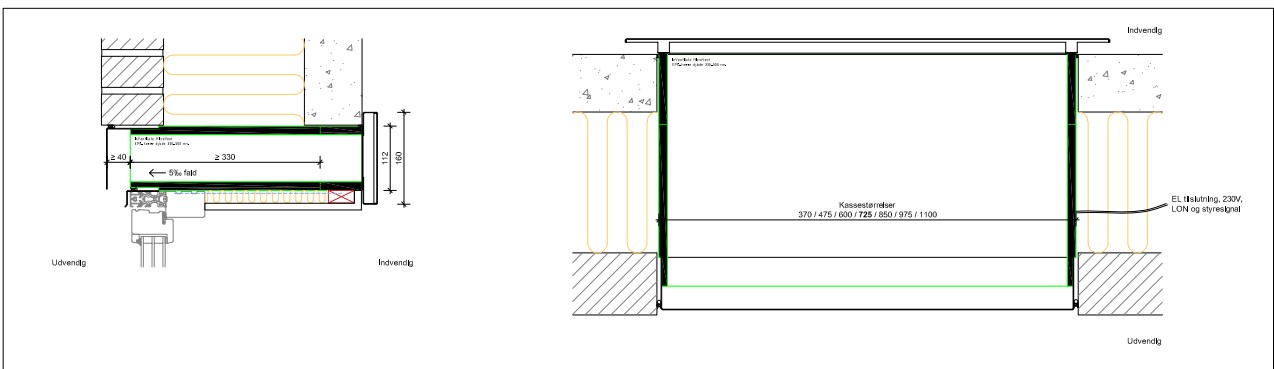 ≥ 40
≥ 330
5‰ fald
112
160
Udvendig
Indvendig
Indvendig
Kassestørrelser
370 / 475 / 600 / 725 / 850 / 975 / 1100
EL tilslutning, 230V,
LON og styresignal
Udvendig